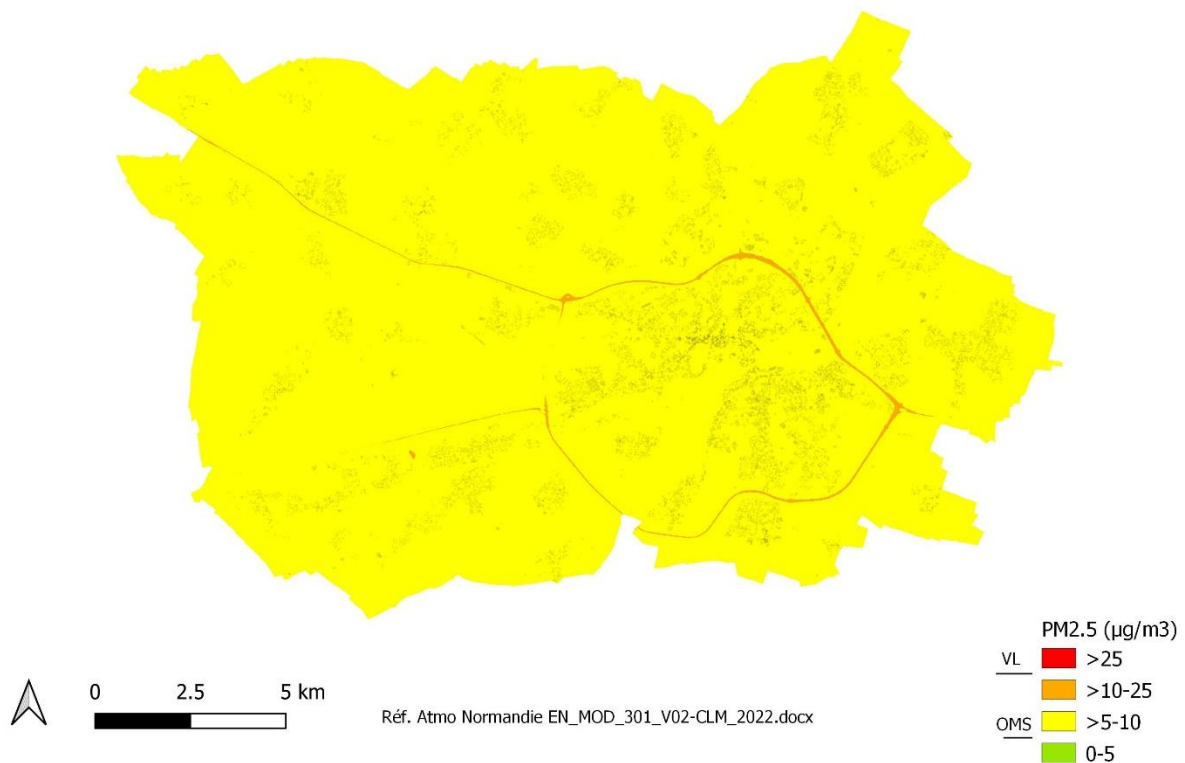 PM2.5 (µg/m3)
VL
>25
>10-25
OMS
>5-10
0-5
0 2.5 5 km
Réf. Atmo Normandie EN_MOD_301_V02-CLM_2022.docx